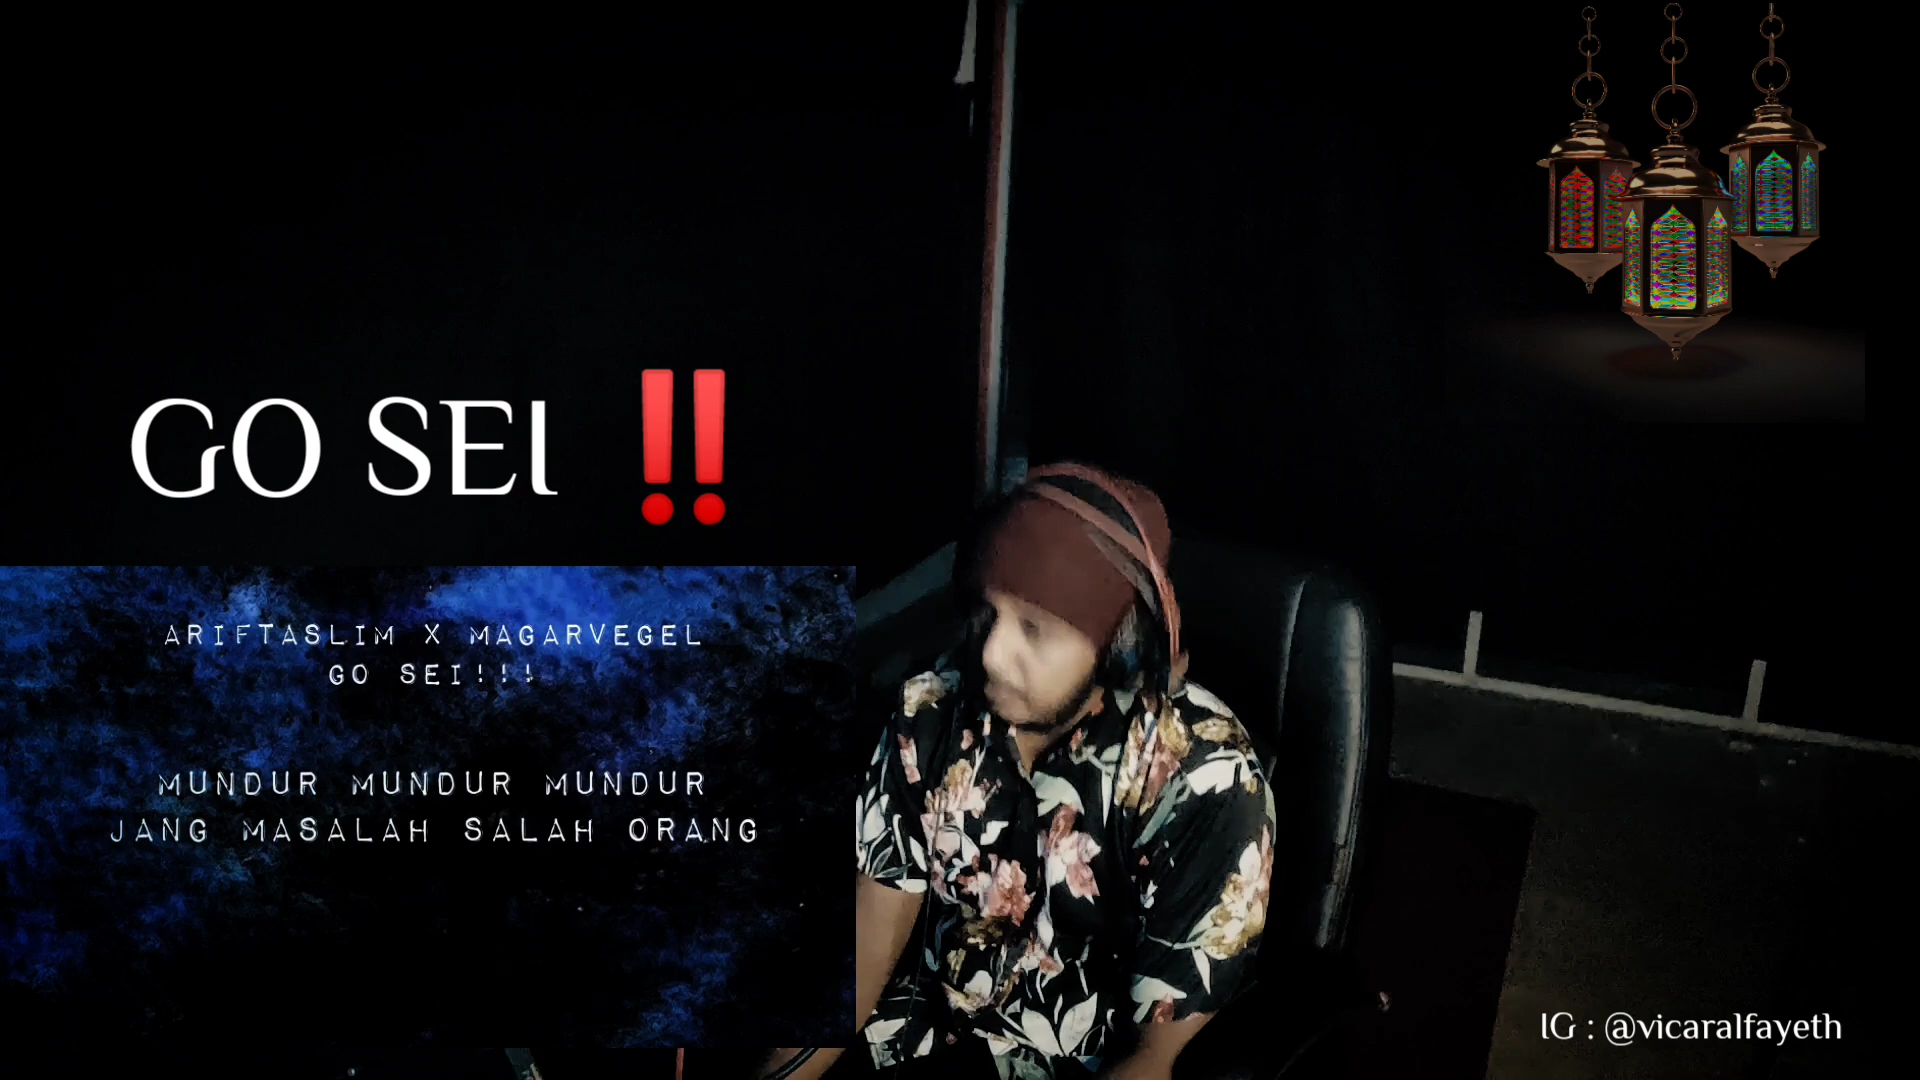 GO SEI ‼️
ARIFTASLIM X MAGARVEGEL
GO SEI!!!
MUNDUR MUNDUR MUNDUR
JANG MASALAH SALAH ORANG
IG : @vicaralfayeth